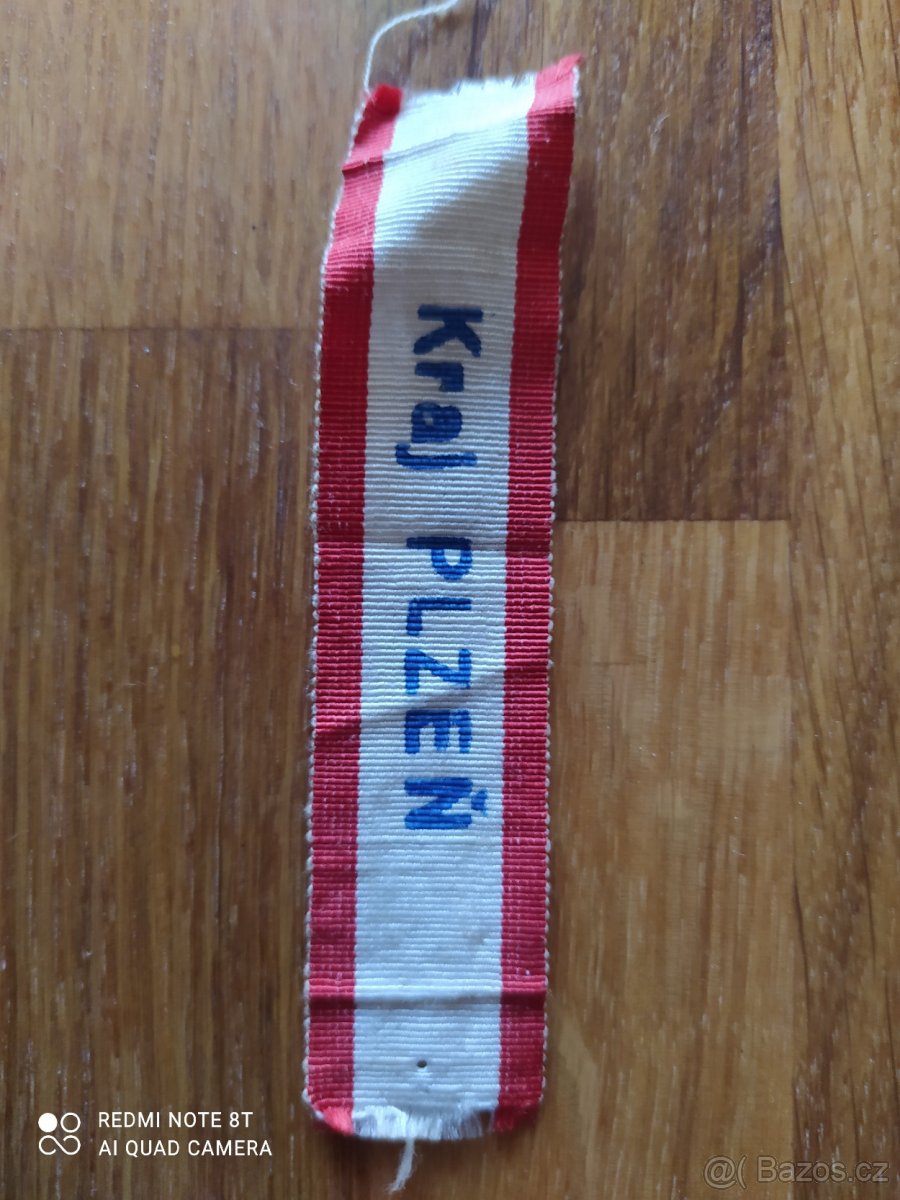 Kraj PLZEŇ
REDMI NOTE 8T
AI QUAD CAMERA
@( Bazos.cz